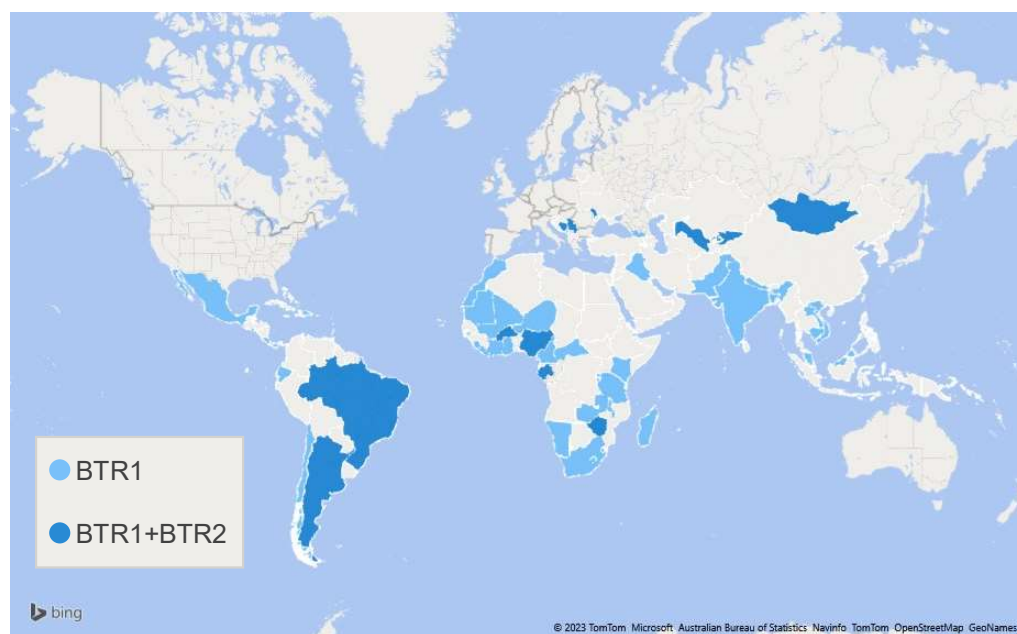 BTR1
BTR1+BTR2
bing
© 2023 TomTom Microsoft Australian Bureau of Statistics Navinfo TomTom OpenStreetMap GeoNames